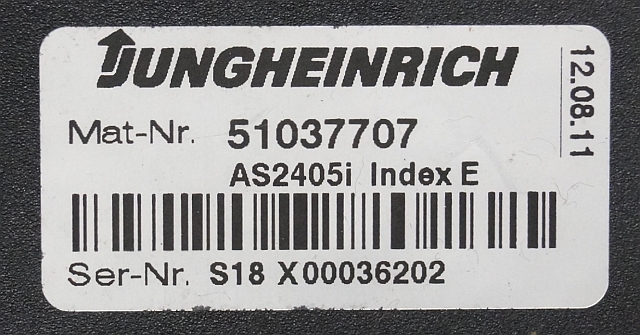 JUNGHEINRICH
Mat-Nr. 51037707
AS2405i Index E
Ser-Nr. S18 X00036202
12.08.11